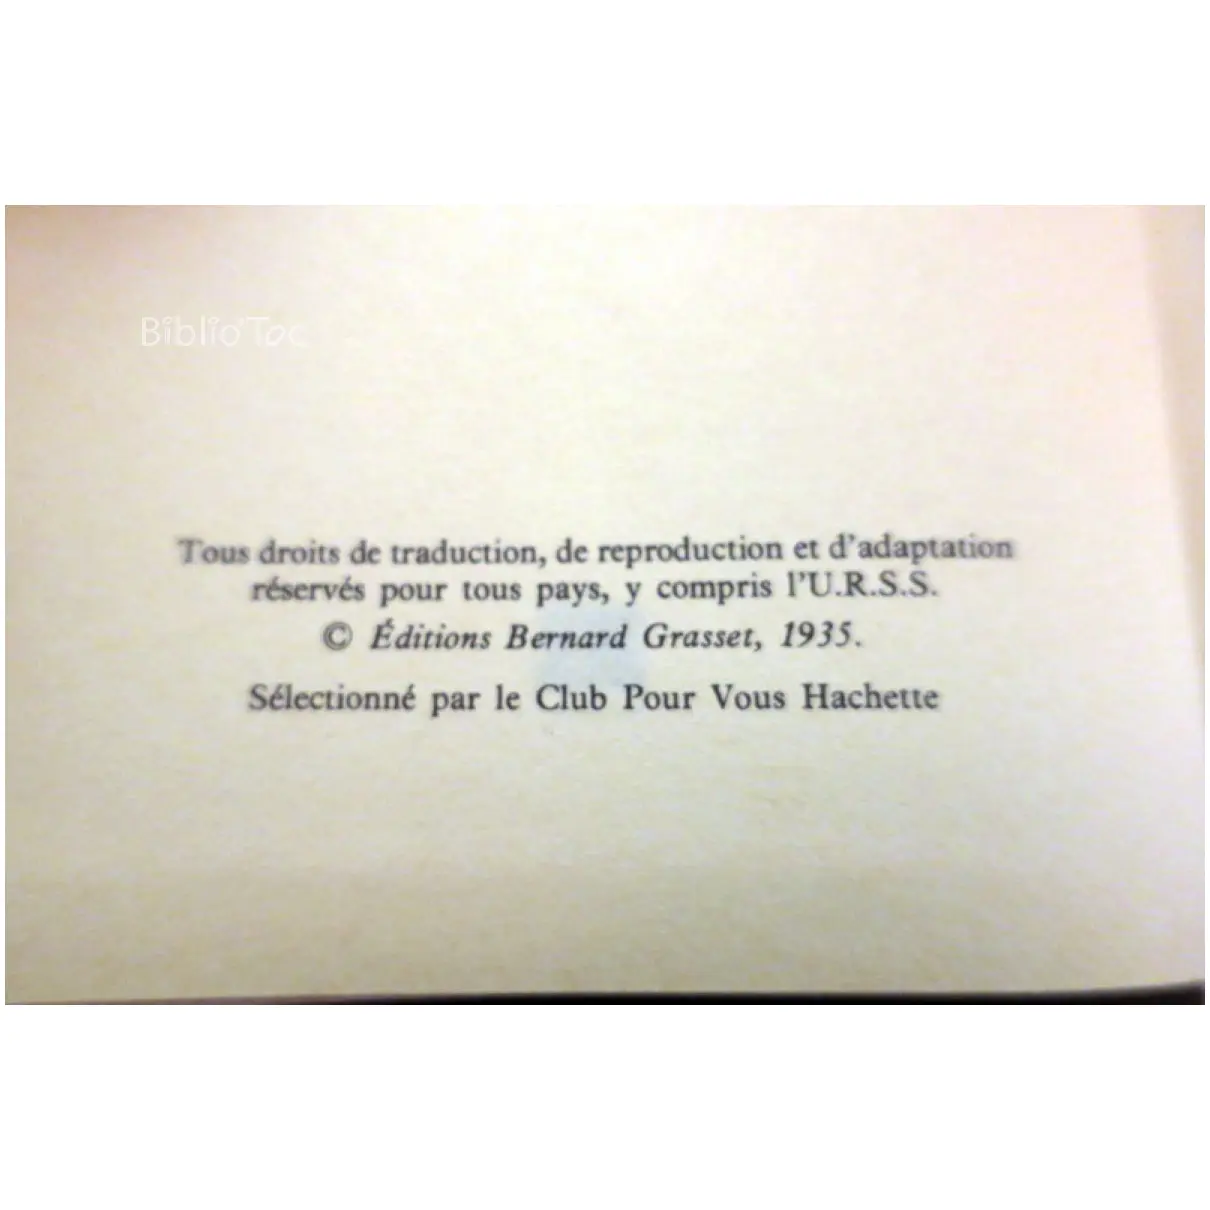 Biblio'Toc
Tous droits de traduction, de reproduction et d'adaptation
réservés pour tous pays, y compris l'U.R.S.S.
© Éditions Bernard Grasset, 1935.
Sélectionné par le Club Pour Vous Hachette